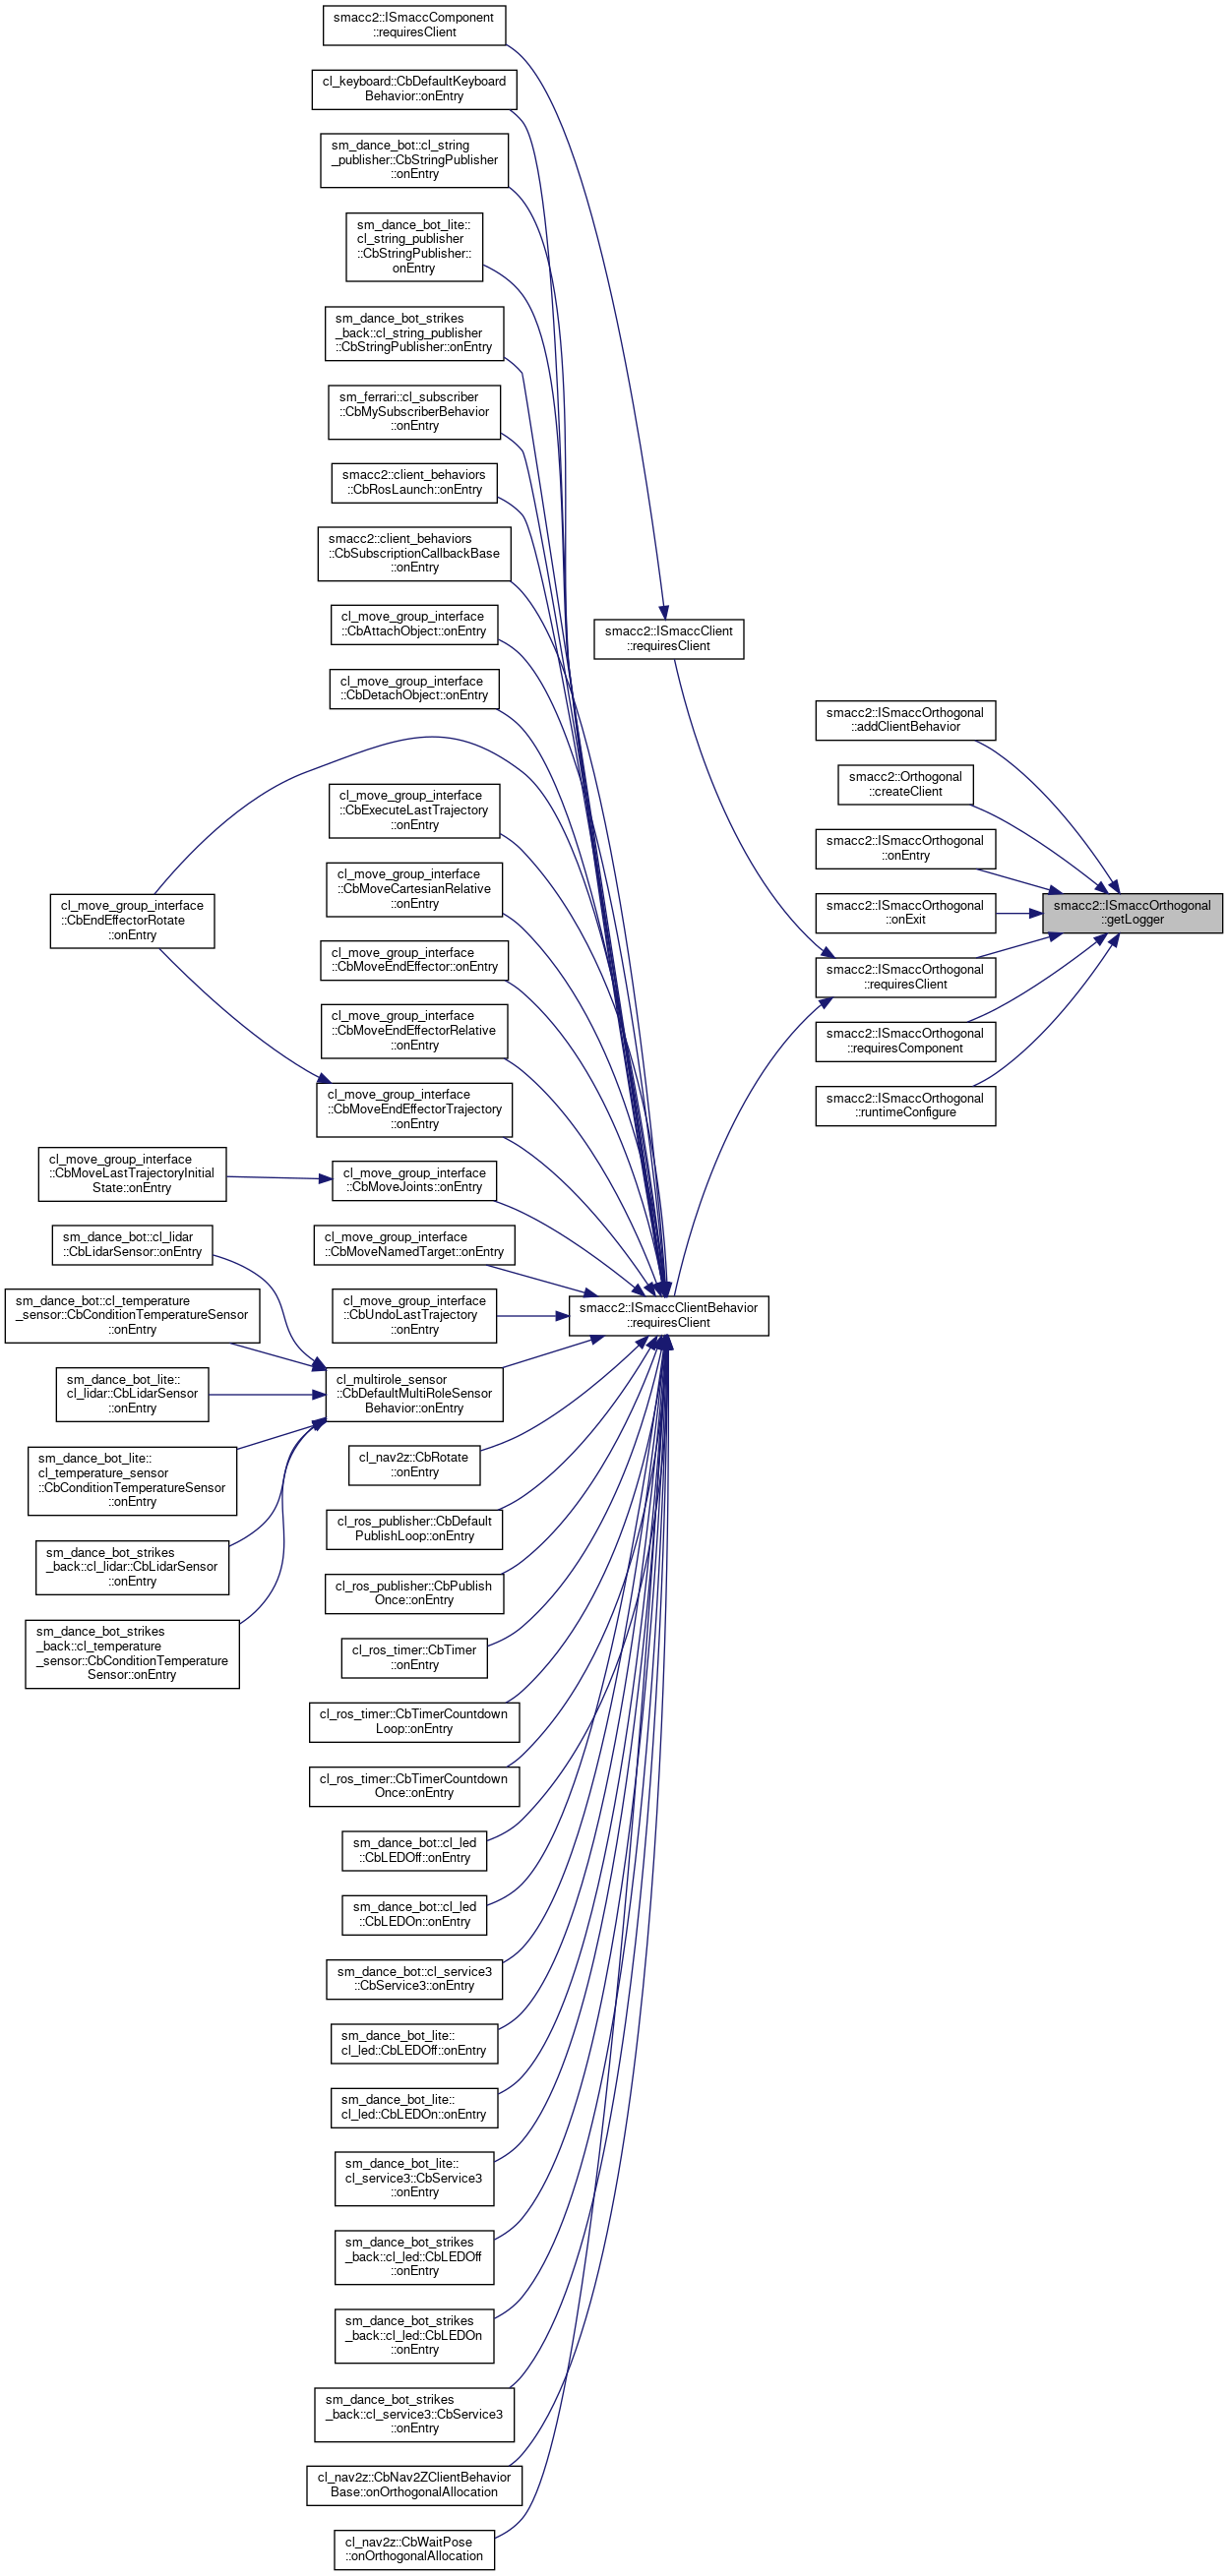 smacc2::ISmaccComponent
::requiresClient
cl_keyboard::CbDefaultKeyboard
Behavior::onEntry
sm_dance_bot::cl_string
_publisher::CbStringPublisher
::onEntry
sm_dance_bot_lite::
cl_string_publisher
::CbStringPublisher::
onEntry
sm_dance_bot_strikes
_back::cl_string_publisher
::CbStringPublisher::onEntry
sm_ferrari::cl_subscriber
::CbMySubscriberBehavior
::onEntry
smacc2::client_behaviors
::CbRosLaunch::onEntry
smacc2::client_behaviors
::CbSubscriptionCallbackBase
::onEntry
cl_move_group_interface
::CbAttachObject::onEntry
smacc2::ISmaccClient
::requiresClient
cl_move_group_interface
::CbDetachObject::onEntry
smacc2::ISmaccOrthogonal
::addClientBehavior
smacc2::Orthogonal
::createClient
cl_move_group_interface
::CbExecuteLastTrajectory
::onEntry
smacc2::ISmaccOrthogonal
::onEntry
cl_move_group_interface
::CbMoveCartesianRelative
::onEntry
cl_move_group_interface
::CbEndEffectorRotate
::onEntry
smacc2::ISmaccOrthogonal
::onExit
smacc2::ISmaccOrthogonal
::getLogger
cl_move_group_interface
::CbMoveEndEffector::onEntry
smacc2::ISmaccOrthogonal
::requiresClient
cl_move_group_interface
::CbMoveEndEffectorRelative
::onEntry
smacc2::ISmaccOrthogonal
::requiresComponent
cl_move_group_interface
::CbMoveEndEffectorTrajectory
::onEntry
smacc2::ISmaccOrthogonal
::runtimeConfigure
cl_move_group_interface
::CbMoveLastTrajectoryInitial
State::onEntry
cl_move_group_interface
::CbMoveJoints::onEntry
sm_dance_bot::cl_lidar
::CbLidarSensor::onEntry
cl_move_group_interface
::CbMoveNamedTarget::onEntry
sm_dance_bot::cl_temperature
_sensor::CbConditionTemperatureSensor
::onEntry
cl_move_group_interface
::CbUndoLastTrajectory
::onEntry
smacc2::ISmaccClientBehavior
::requiresClient
sm_dance_bot_lite::
cl_lidar::CbLidarSensor
::onEntry
cl_multirole_sensor
::CbDefaultMultiRoleSensor
Behavior::onEntry
sm_dance_bot_lite::
cl_temperature_sensor
::CbConditionTemperatureSensor
::onEntry
cl_nav2z::CbRotate
::onEntry
sm_dance_bot_strikes
_back::cl_lidar::CbLidarSensor
::onEntry
cl_ros_publisher::CbDefault
PublishLoop::onEntry
cl_ros_publisher::CbPublish
Once::onEntry
sm_dance_bot_strikes
_back::cl_temperature
_sensor::CbConditionTemperature
Sensor::onEntry
cl_ros_timer::CbTimer
::onEntry
cl_ros_timer::CbTimerCountdown
Loop::onEntry
cl_ros_timer::CbTimerCountdown
Once::onEntry
sm_dance_bot::cl_led
::CbLEDOff::onEntry
sm_dance_bot::cl_led
::CbLEDOn::onEntry
sm_dance_bot::cl_service3
::CbService3::onEntry
sm_dance_bot_lite::
cl_led::CbLEDOff::onEntry
sm_dance_bot_lite::
cl_led::CbLEDOn::onEntry
sm_dance_bot_lite::
cl_service3::CbService3
::onEntry
sm_dance_bot_strikes
_back::cl_led::CbLEDOff
::onEntry
sm_dance_bot_strikes
_back::cl_led::CbLEDOn
::onEntry
sm_dance_bot_strikes
_back::cl_service3::CbService3
::onEntry
cl_nav2z::CbNav2ZClientBehavior
Base::onOrthogonalAllocation
cl_nav2z::CbWaitPose
::onOrthogonalAllocation